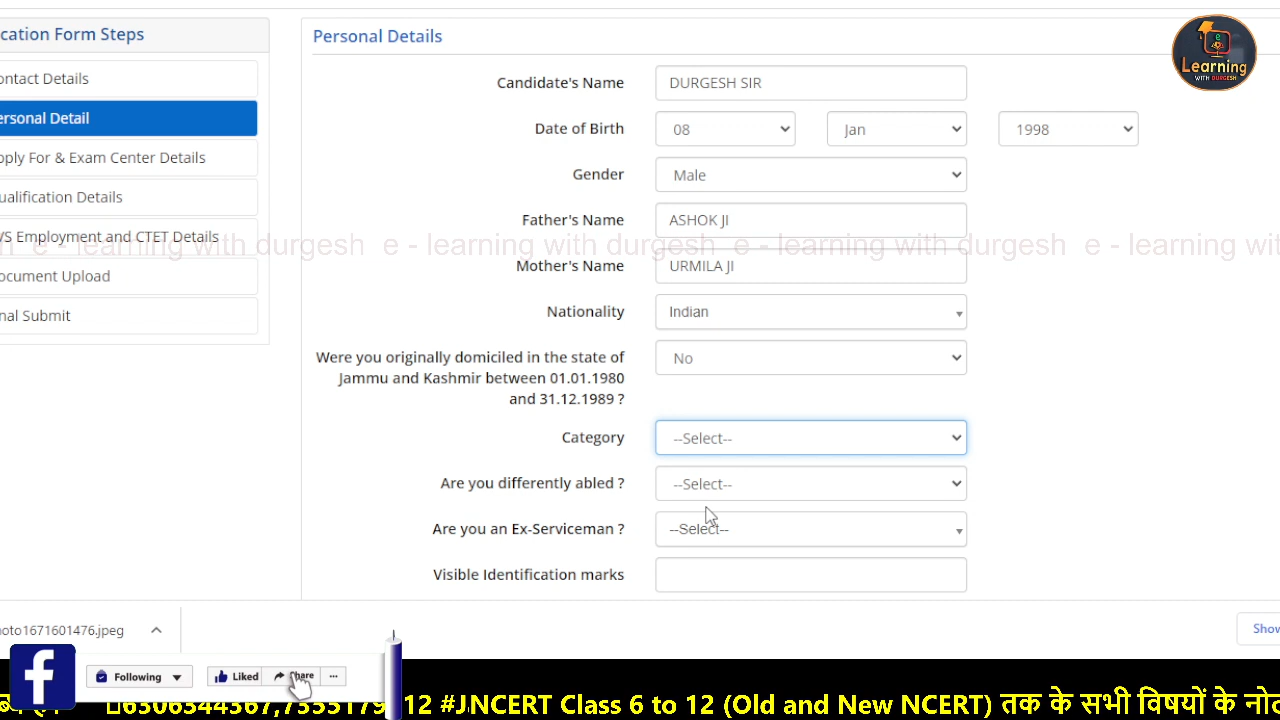 cation Form Steps
ontact Details
ersonal Detail
pply For & Exam Center Details
ualification Details
VS Employment and CTET Details
ocument Upload
nal Submit
Personal Details
Candidate's Name DURGESH SIR
Date of Birth 08 Jan 1998
Gender Male
Father's Name ASHOK JI
e - learning with durgesh e - learning with durgesh e - learning wit
Mother's Name URMILA JI
Nationality Indian
Were you originally domiciled in the state of No
Jammu and Kashmir between 01.01.1980
and 31.12.1989 ?
Category --Select--
Are you differently abled ? --Select--
Are you an Ex-Serviceman ? --Select--
Visible Identification marks
e
Learning
WITH DURGESH
oto1671601476.jpeg
Show
f
Following
Liked Share ...
6306344367,7355179 12 #JNCERT Class 6 to 12 (Old and New NCERT) तक के सभी विषयों के नोट